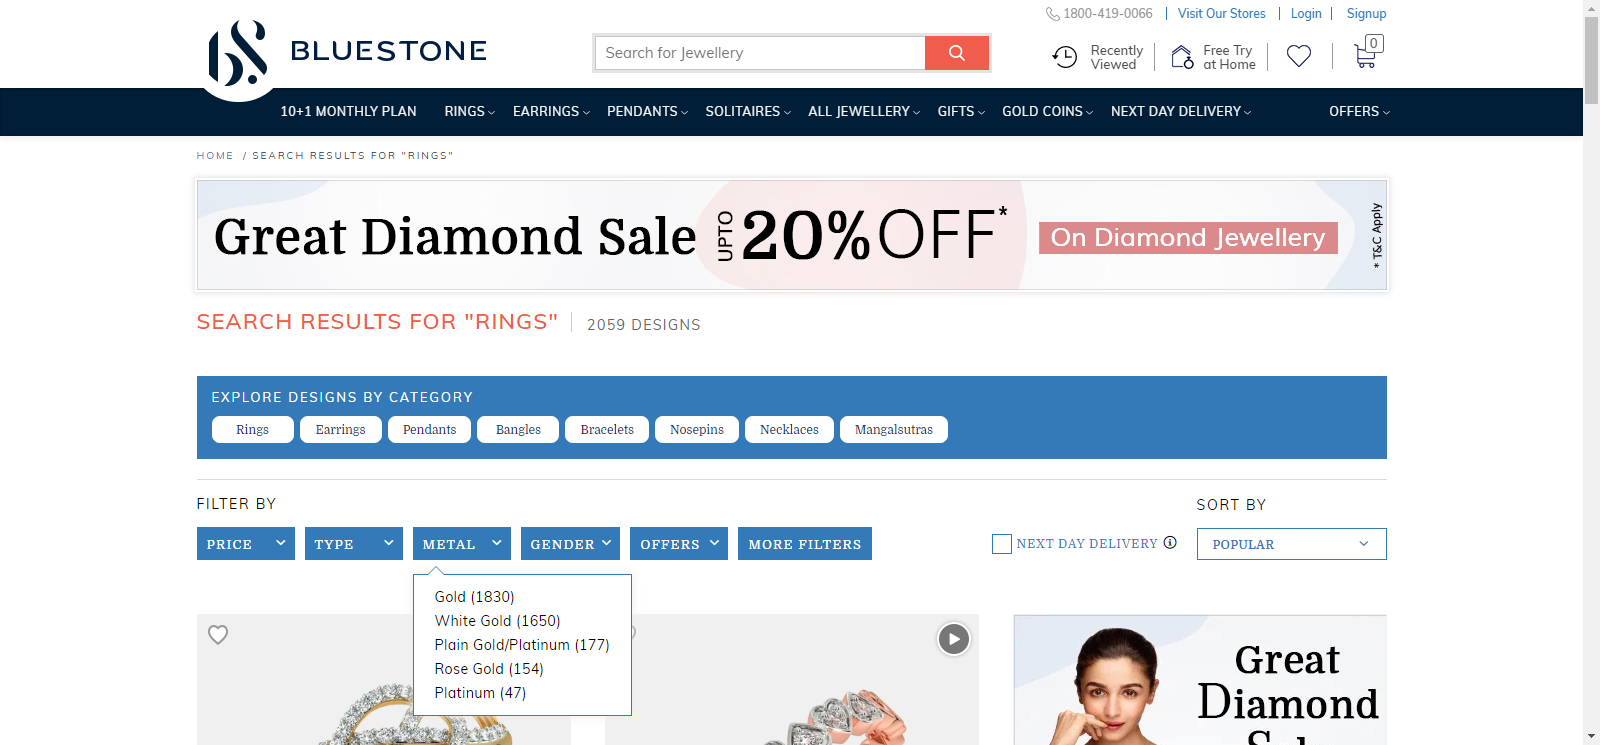 1800-419-0066 Visit Our Stores Login Signup
BLUESTONE
Search for Jewellery
Recently Viewed
Free Try at Home
0
10+1 MONTHLY PLAN RINGS EARRINGS PENDANTS SOLITAIRES ALL JEWELLERY GIFTS GOLD COINS NEXT DAY DELIVERY OFFERS
HOME / SEARCH RESULTS FOR "RINGS"
Great Diamond Sale UPTO 20% OFF* On Diamond Jewellery * T&C Apply
SEARCH RESULTS FOR "RINGS" 2059 DESIGNS
EXPLORE DESIGNS BY CATEGORY
Rings Earrings Pendants Bangles Bracelets Nosepins Necklaces Mangalsutras
FILTER BY
SORT BY
PRICE TYPE METAL GENDER OFFERS MORE FILTERS NEXT DAY DELIVERY POPULAR
Gold (1830)
White Gold (1650)
Plain Gold/Platinum (177)
Rose Gold (154)
Platinum (47)
Great
Diamond
Sale